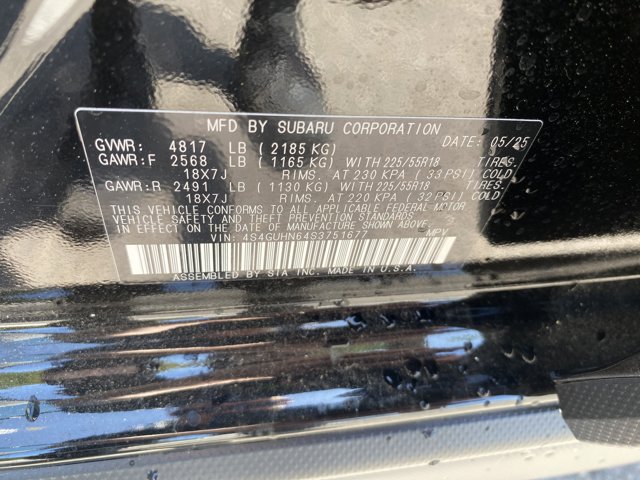 MFD BY SUBARU CORPORATION
GVWR: 4817 LB ( 2185 KG) DATE: 05/25
GAWR:F 2568 LB ( 1165 KG) WITH 225/55R18 TIRES,
18X7J RIMS, AT 230 KPA ( 33 PSI) COLD
GAWR:R 2491 LB ( 1130 KG) WITH 225/55R18 TIRES,
18X7J RIMS, AT 220 KPA ( 32 PSI) COLD
THIS VEHICLE CONFORMS TO ALL APPLICABLE FEDERAL MOTOR
VEHICLE SAFETY AND THEFT PREVENTION STANDARDS
IN EFFECT ON THE DATE OF MANUFACTURE SHOWN ABOVE.
VIN: 4S4GUHN64S3751677 MPV
ASSEMBLED BY SIA INC. MADE IN U.S.A.